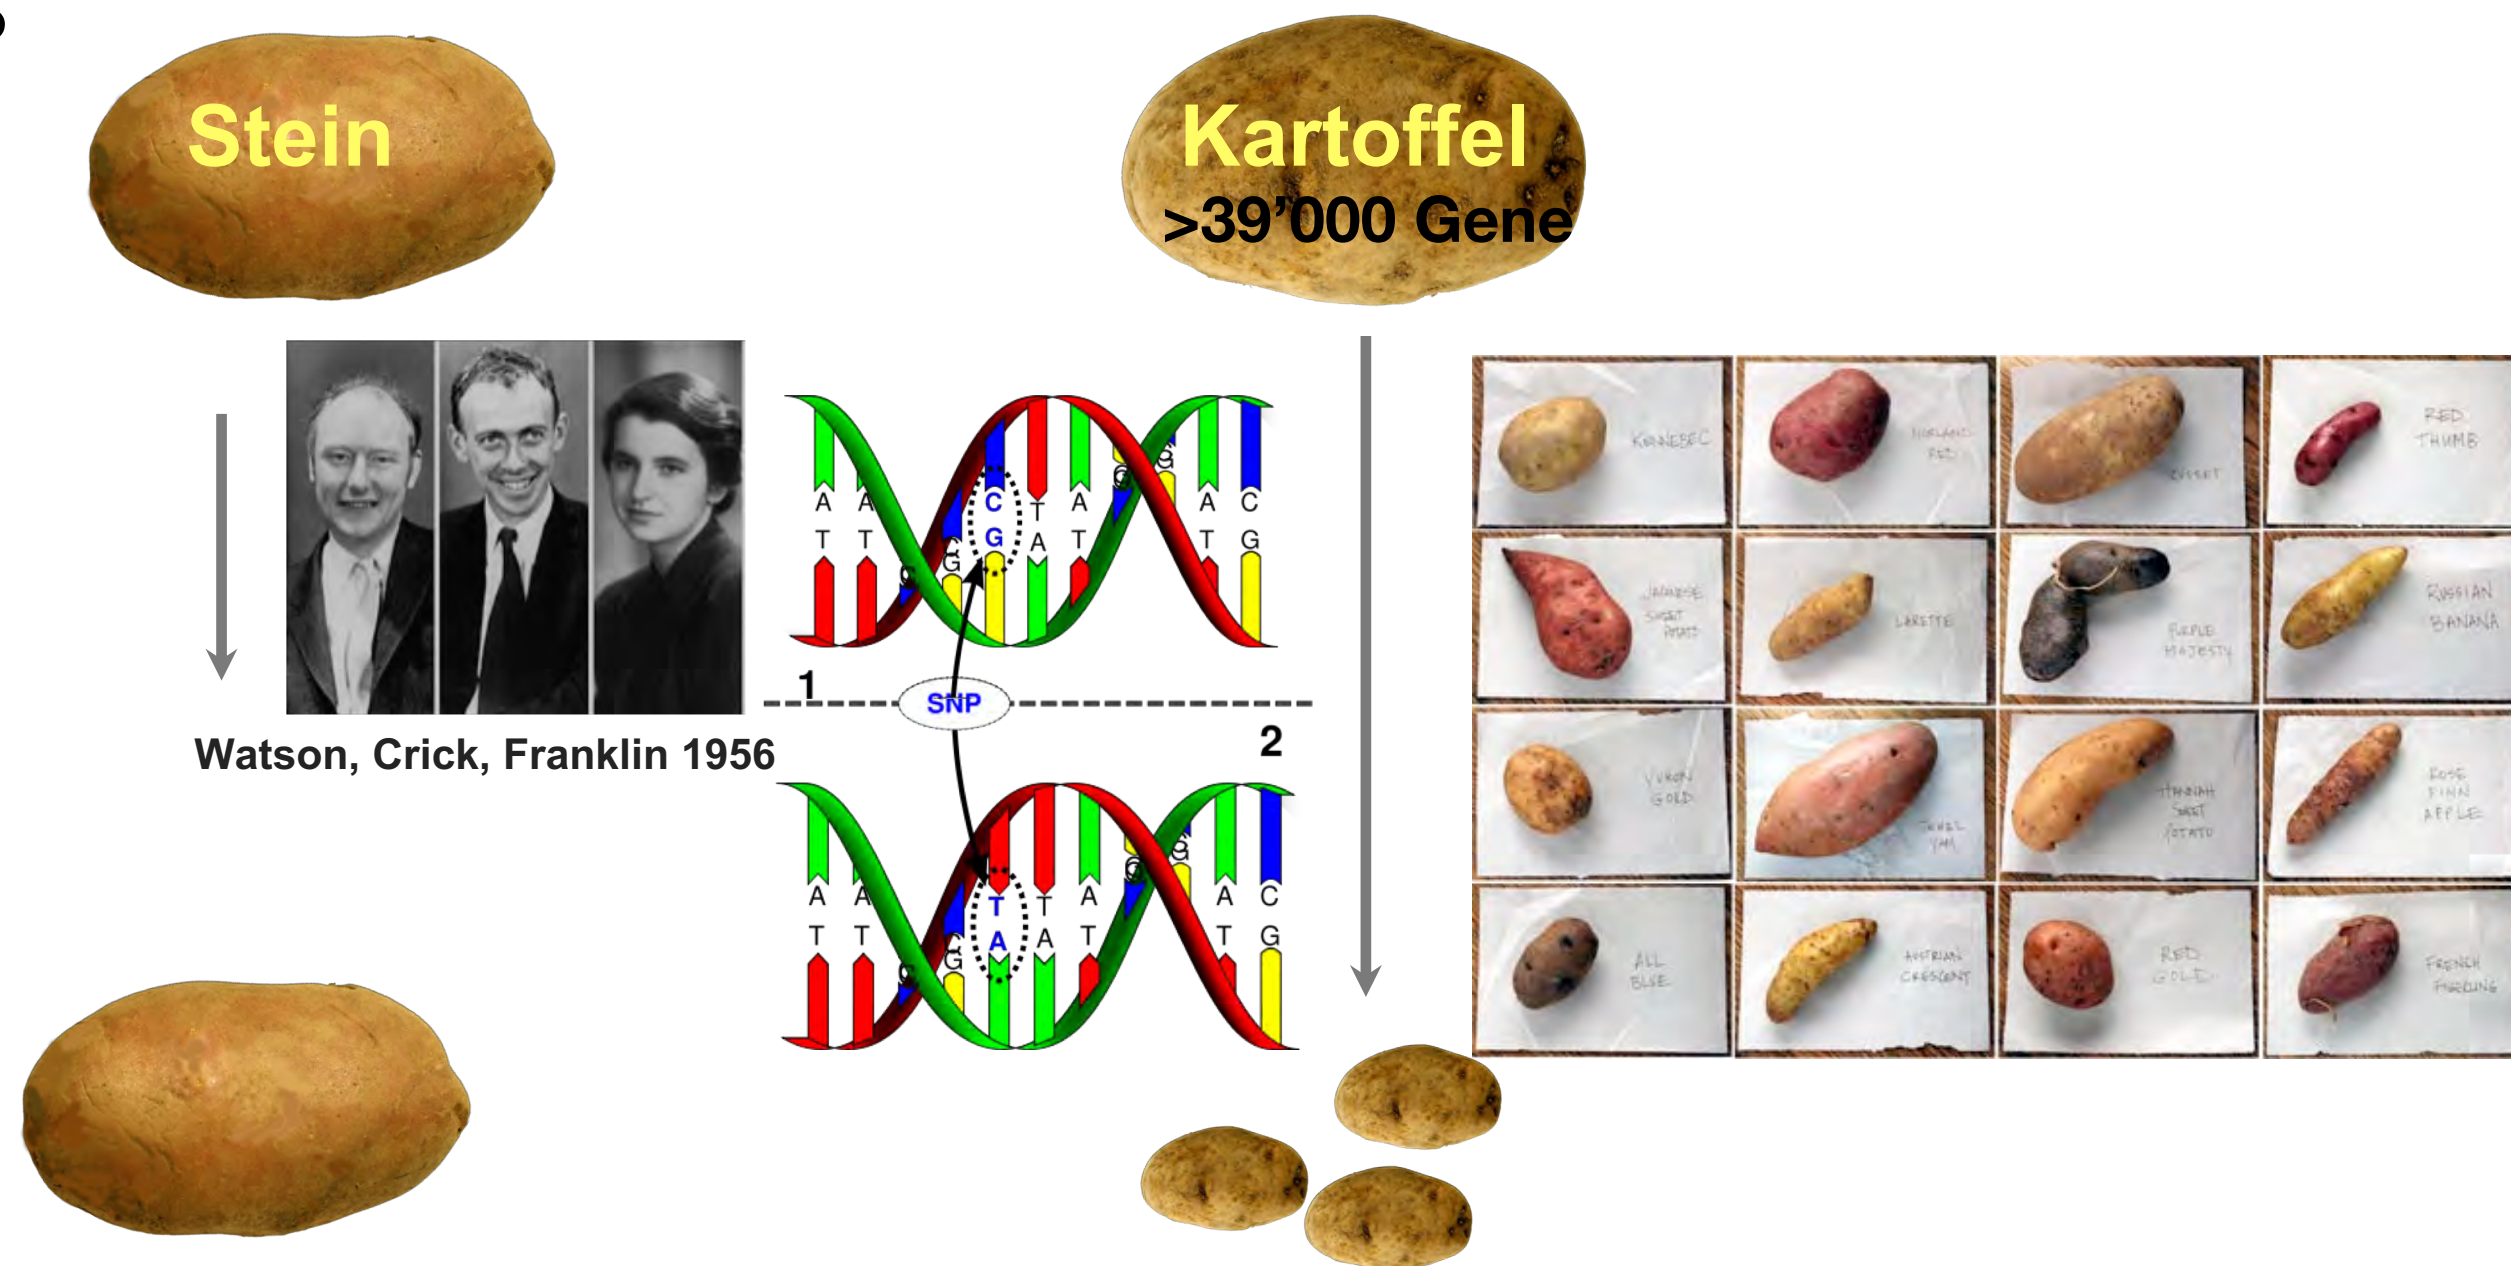 Stein
Kartoffel
>39’000 Gene
Watson, Crick, Franklin 1956
A A C T A A C
T T C G G A T T G
1
SNP
2
A A T T A A C
T T C G A A T T G
KENNEBEC
NORLAND
RED
RUSSET
RED
THUMB
JAPANESE
SWEET
POTATO
LARETTE
PURPLE
MAJESTY
RUSSIAN
BANANA
YUKON
GOLD
JEWEL
YAM
HANNAH
SWEET
POTATO
ROSE
FINN
APPLE
ALL
BLUE
AUSTRIAN
CRESCENT
RED
GOLD
FRENCH
FINGERLING